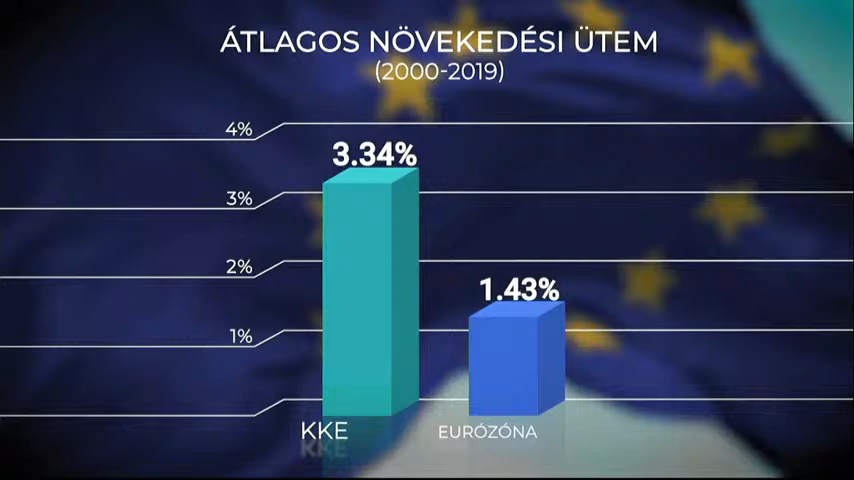 ÁTLAGOS NÖVEKEDÉSI ÜTEM
(2000-2019)
4%
3.34%
3%
2%
1.43%
1%
KKE
EURÓZÓNA